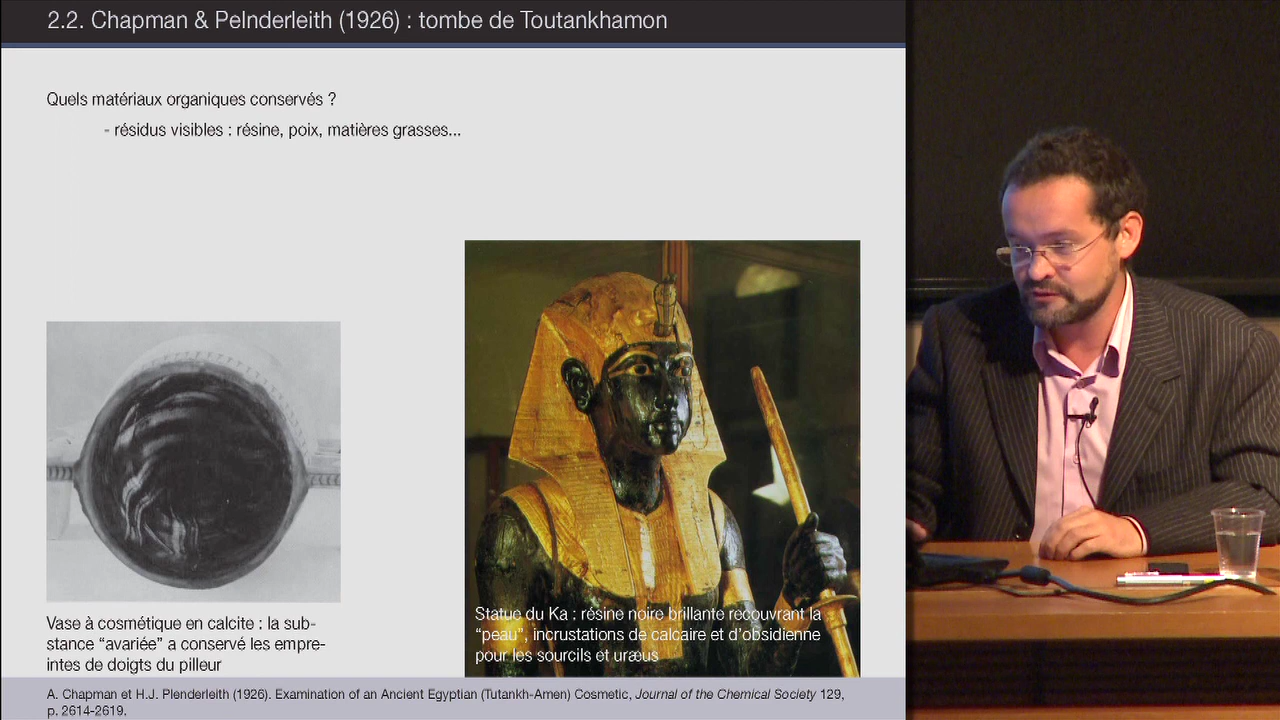 2.2. Chapman & Pelnderleith (1926) : tombe de Toutankhamon
Quels matériaux organiques conservés ?
- résidus visibles : résine, poix, matières grasses...
Vase à cosmétique en calcite : la sub-
stance “avariée” a conservé les empre-
intes de doigts du pilleur
Statue du Ka : résine noire brillante recouvrant la
“peau”, incrustations de calcaire et d’obsidienne
pour les sourcils et uræus
A. Chapman et H.J. Plenderleith (1926). Examination of an Ancient Egyptian (Tutankh-Amen) Cosmetic, Journal of the Chemical Society 129,
p. 2614-2619.